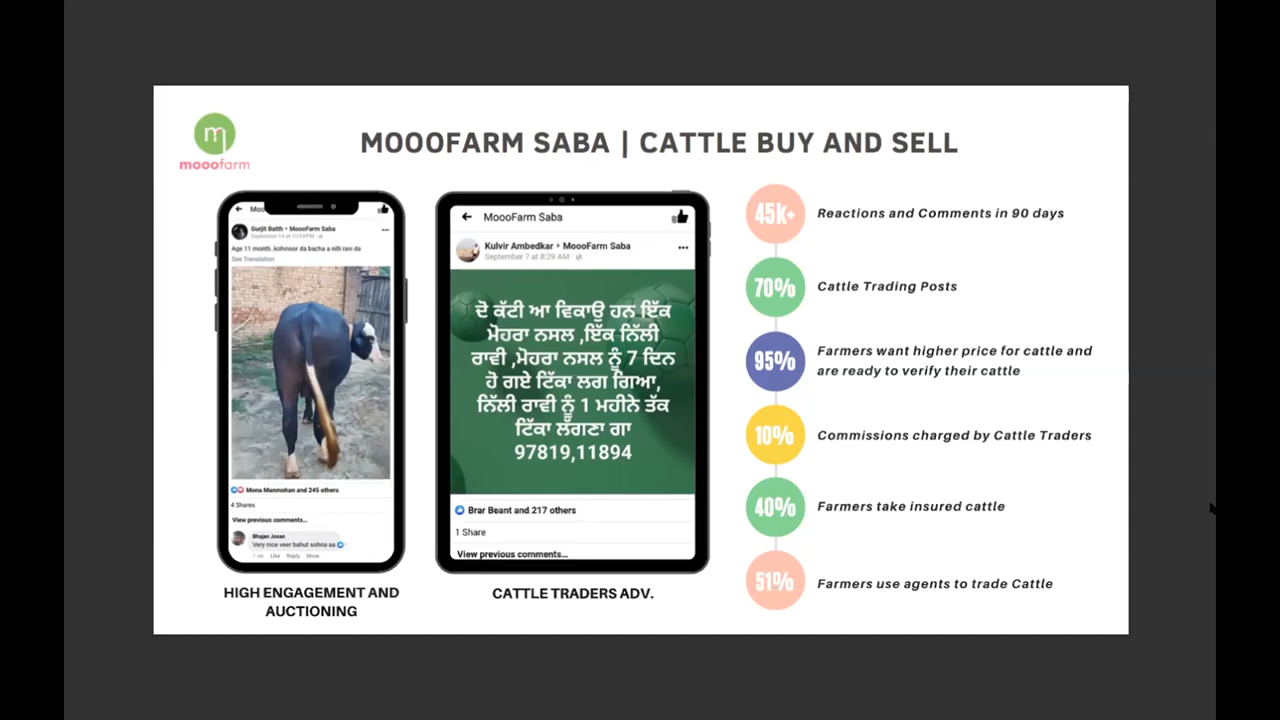 mooofarm
MOOOFARM SABA | CATTLE BUY AND SELL
Gurjit Batth ▸ MoooFarm Saba
Age 11 month..kohinoor da bacha a nilli ravi da
See Translation
Mona Manmohan and 245 others
4 Shares
View previous comments...
Bhajan Josan
Very nice veer bahut sohna aa
Like Reply More
HIGH ENGAGEMENT AND
AUCTIONING
MoooFarm Saba
Kulvir Ambedkar ▸ MoooFarm Saba
September 7 at 8:29 AM
ਦੋ ਕੱਟੀ ਆ ਵਿਕਾਉ ਹਨ ਇੱਕ
ਮੋਹਰਾ ਨਸਲ ,ਇੱਕ ਨਿੱਲੀ
ਰਾਵੀ ,ਮੋਹਰਾ ਨਸਲ ਨੂੰ 7 ਦਿਨ
ਹੋ ਗਏ ਟਿੱਕਾ ਲਗ ਗਿਆ,
ਨਿੱਲੀ ਰਾਵੀ ਨੂੰ 1 ਮਹੀਨੇ ਤੱਕ
ਟਿੱਕਾ ਲੱਗਣਾ ਗਾ
97819,11894
Brar Beant and 217 others
1 Share
View previous comments...
CATTLE TRADERS ADV.
45k+ Reactions and Comments in 90 days
70% Cattle Trading Posts
95% Farmers want higher price for cattle and
are ready to verify their cattle
10% Commissions charged by Cattle Traders
40% Farmers take insured cattle
51% Farmers use agents to trade Cattle